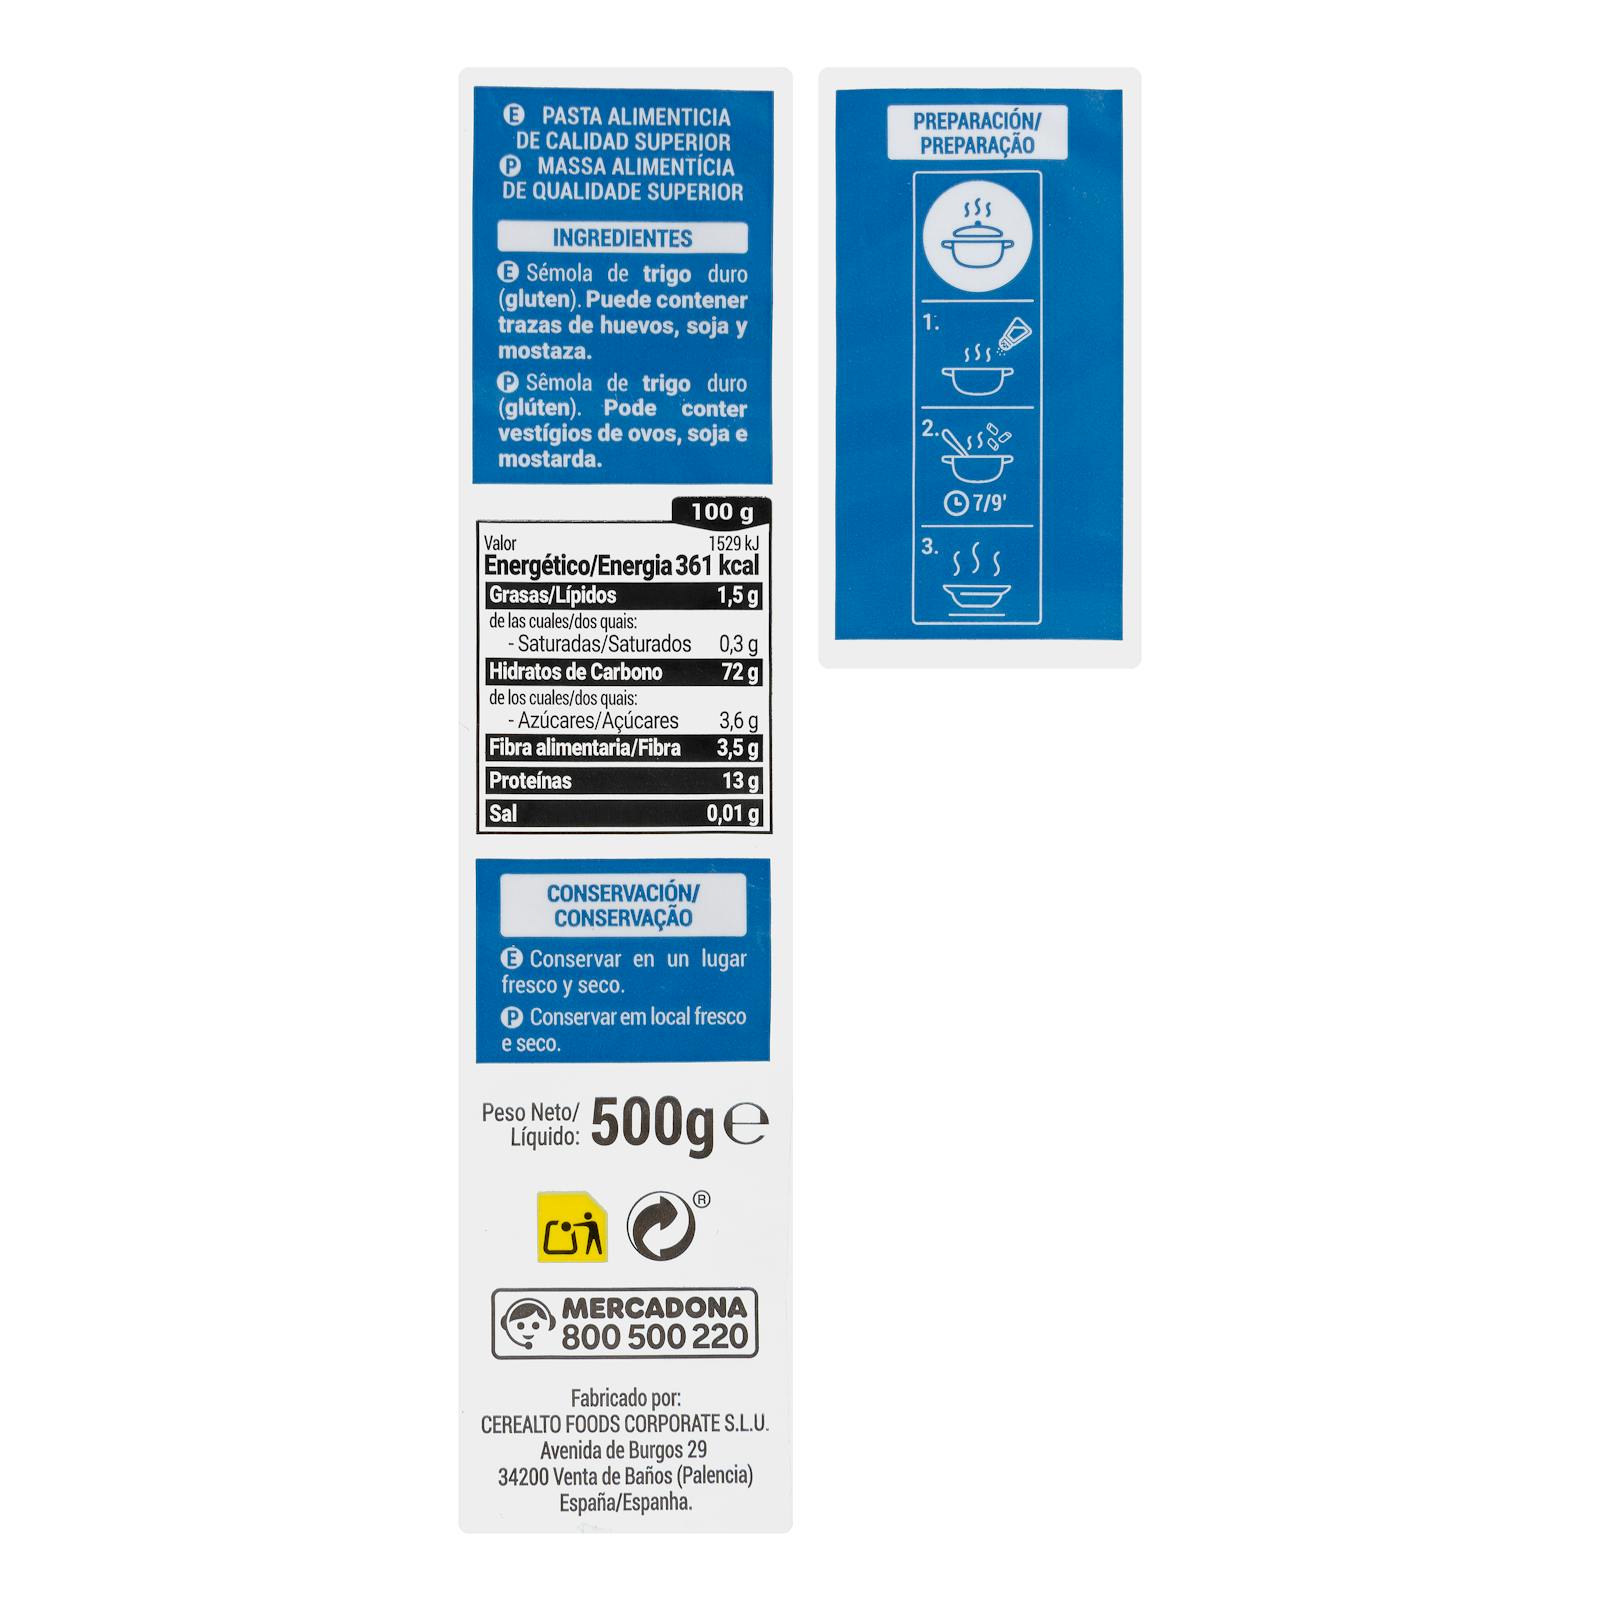 E PASTA ALIMENTICIA
DE CALIDAD SUPERIOR
P MASSA ALIMENTÍCIA
DE QUALIDADE SUPERIOR
INGREDIENTES
E Sémola de trigo duro
(gluten). Puede contener
trazas de huevos, soja y
mostaza.
P Sêmola de trigo duro
(glúten). Pode conter
vestígios de ovos, soja e
mostarda.
100 g
Valor 1529 kJ
Energético/Energia 361 kcal
Grasas/Lípidos 1,5 g
de las cuales/dos quais:
- Saturadas/Saturados 0,3 g
Hidratos de Carbono 72 g
de los cuales/dos quais:
- Azúcares/Açúcares 3,6 g
Fibra alimentaria/Fibra 3,5 g
Proteínas 13 g
Sal 0,01 g
CONSERVACIÓN/
CONSERVAÇÃO
E Conservar en un lugar
fresco y seco.
P Conservar em local fresco
e seco.
Peso Neto/
Líquido: 500g e
®
MERCADONA
800 500 220
Fabricado por:
CEREALTO FOODS CORPORATE S.L.U.
Avenida de Burgos 29
34200 Venta de Baños (Palencia)
España/Espanha.
PREPARACIÓN/
PREPARAÇÃO
1.
2.
7/9'
3.